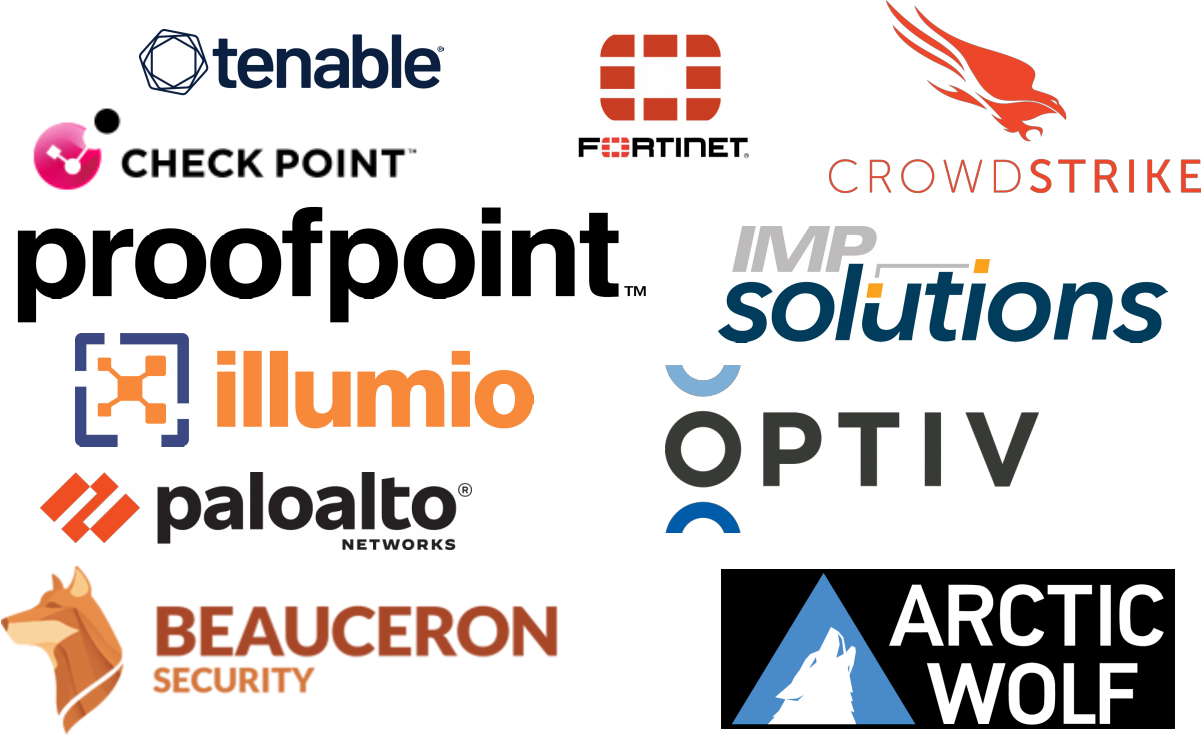 tenable®
FORTINET®
CROWDSTRIKE
CHECK POINT™
proofpoint™
IMP
solutions
illumio
OPTIV
paloalto®
NETWORKS
BEAUCERON
SECURITY
ARCTIC
WOLF